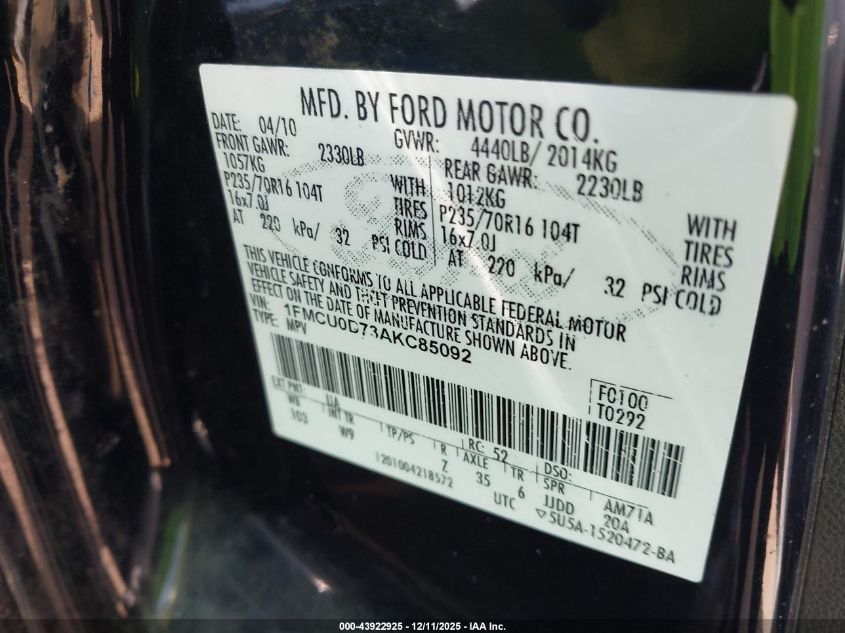 MFD. BY FORD MOTOR CO.
DATE: 04/10 GVWR: 4440LB/ 2014KG
FRONT GAWR: 2330LB REAR GAWR: 2230LB
1057KG 1012KG
P235/70R16 104T WITH TIRES P235/70R16 104T WITH TIRES
16x7.0J RIMS 16x7.0J RIMS
AT 220 kPa/ 32 PSI COLD AT 220 kPa/ 32 PSI COLD
THIS VEHICLE CONFORMS TO ALL APPLICABLE FEDERAL MOTOR
VEHICLE SAFETY AND THEFT PREVENTION STANDARDS IN
EFFECT ON THE DATE OF MANUFACTURE SHOWN ABOVE.
VIN: 1FMCU0D73AKC85092
TYPE: MPV
FC100
T0292
EXT PNT: UA RC: 52 DSO:
WB INT TR TP/PS R AXLE TR SPR
103 W9 Z 35 6 JJDD AM71A
20A
1201004218572 UTC ▽5U5A-1520472-BA
000-43922925 - 12/11/2025 - IAA Inc.